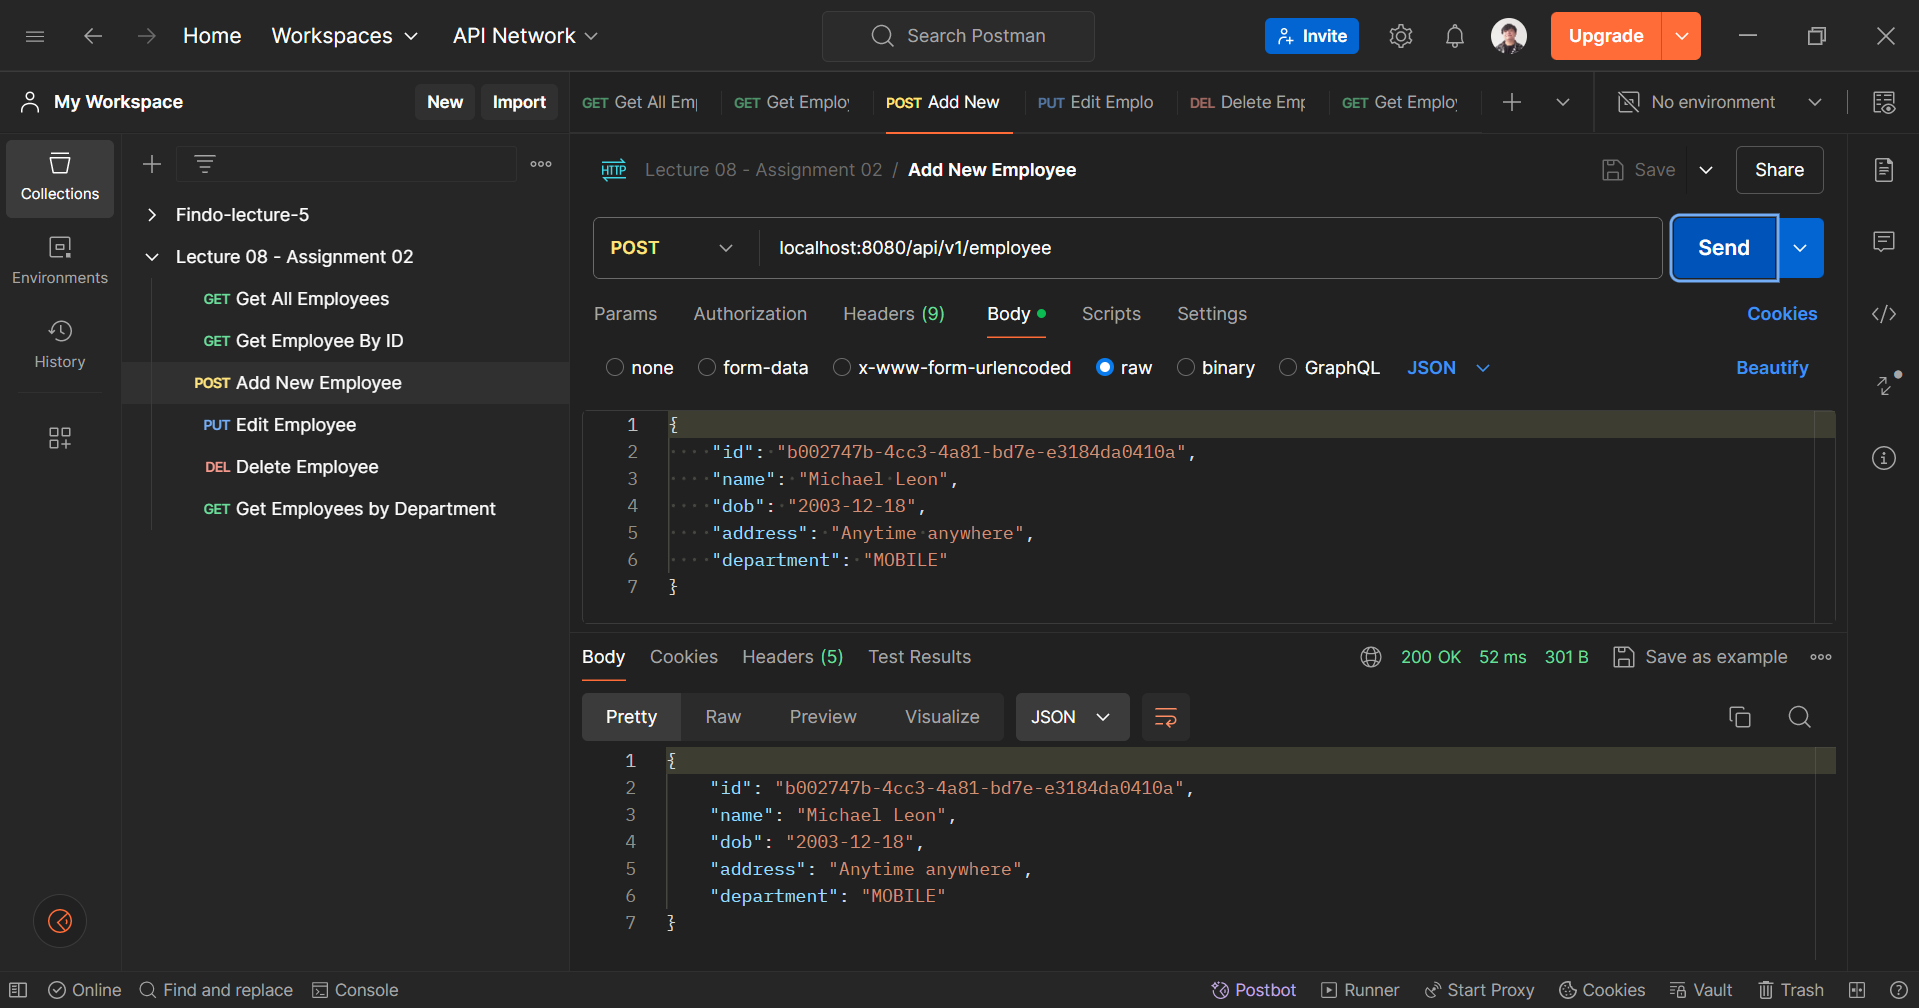 Home Workspaces API Network Search Postman Invite Upgrade
My Workspace New Import
GET Get All Em GET Get Emplo POST Add New PUT Edit Emplo DEL Delete Emp GET Get Emplo No environment
Collections
Environments
History
Findo-lecture-5
Lecture 08 - Assignment 02
GET Get All Employees
GET Get Employee By ID
POST Add New Employee
PUT Edit Employee
DEL Delete Employee
GET Get Employees by Department
HTTP Lecture 08 - Assignment 02 / Add New Employee Save Share
POST localhost:8080/api/v1/employee Send
Params Authorization Headers (9) Body Scripts Settings Cookies
none form-data x-www-form-urlencoded raw binary GraphQL JSON Beautify
1 {
2 "id": "b002747b-4cc3-4a81-bd7e-e3184da0410a",
3 "name": "Michael Leon",
4 "dob": "2003-12-18",
5 "address": "Anytime anywhere",
6 "department": "MOBILE"
7 }
Body Cookies Headers (5) Test Results 200 OK 52 ms 301 B Save as example
Pretty Raw Preview Visualize JSON
1 {
2 "id": "b002747b-4cc3-4a81-bd7e-e3184da0410a",
3 "name": "Michael Leon",
4 "dob": "2003-12-18",
5 "address": "Anytime anywhere",
6 "department": "MOBILE"
7 }
Online Find and replace Console Postbot Runner Start Proxy Cookies Vault Trash